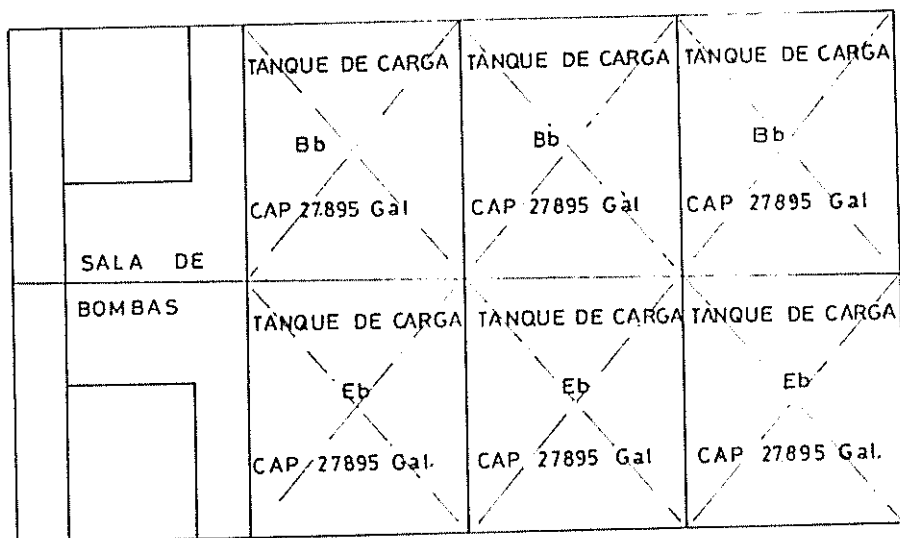 TANQUE DE CARGA
Bb
CAP 27895 Gal
TANQUE DE CARGA
Bb
CAP 27895 Gal
TANQUE DE CARGA
Bb
CAP 27895 Gal
SALA DE
BOMBAS
TANQUE DE CARGA
Eb
CAP 27895 Gal.
TANQUE DE CARGA
Eb
CAP 27895 Gal
TANQUE DE CARGA
Eb
CAP 27895 Gal.